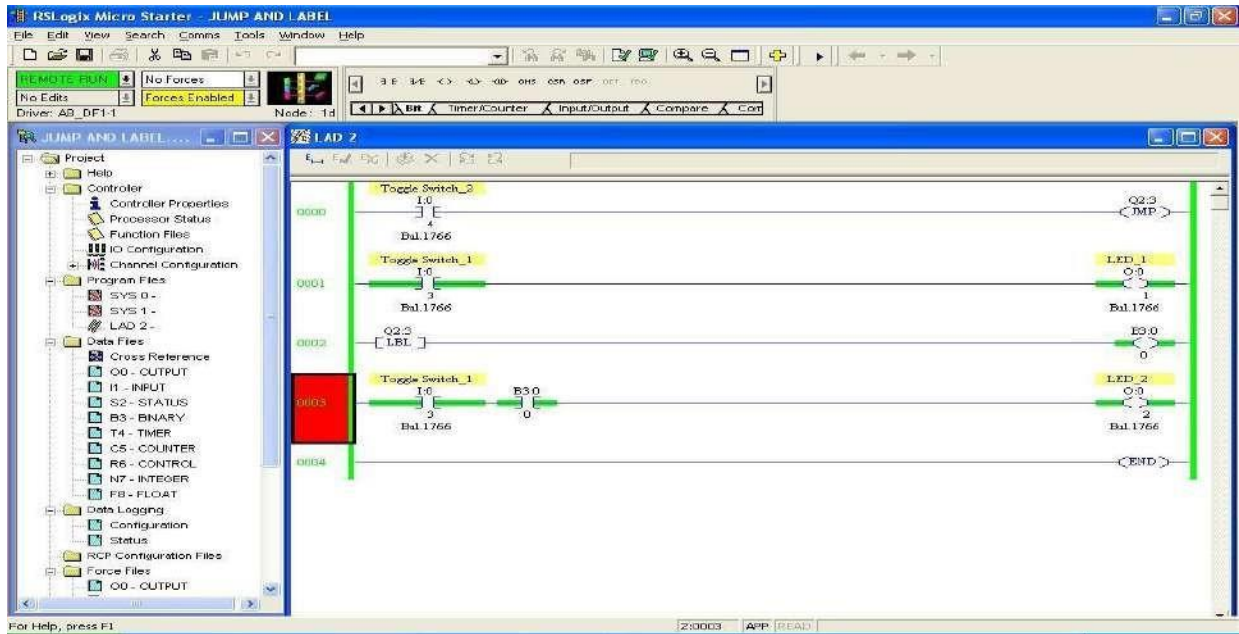 RSLogix Micro Starter - JUMP AND LABEL
File Edit View Search Comms Tools Window Help
REMOTE RUN No Forces
No Edits Forces Enabled
Driver: AB_DF1-1 Node: 1d
Timer/Counter Input/Output Compare
JUMP AND LABEL....
LAD 2
Project
Help
Controller
Controller Properties
Processor Status
Function Files
IO Configuration
Channel Configuration
Program Files
SYS 0 -
SYS 1 -
LAD 2 -
Data Files
Cross Reference
O0 - OUTPUT
I1 - INPUT
S2 - STATUS
B3 - BINARY
T4 - TIMER
C5 - COUNTER
R6 - CONTROL
N7 - INTEGER
F8 - FLOAT
Data Logging
Configuration
Status
RCP Configuration Files
Force Files
O0 - OUTPUT
Toggle Switch_2
I:0 Q2:3
0000 JMP
4
Bul.1766
Toggle Switch_1 LED_1
I:0 O:0
0001
3 1
Bul.1766 Bul.1766
Q2:3 B3:0
0002 LBL
0
Toggle Switch_1 LED_2
I:0 B3:0 O:0
0003
3 0 2
Bul.1766 Bul.1766
0004 END
For Help, press F1 2:0003 APP READ